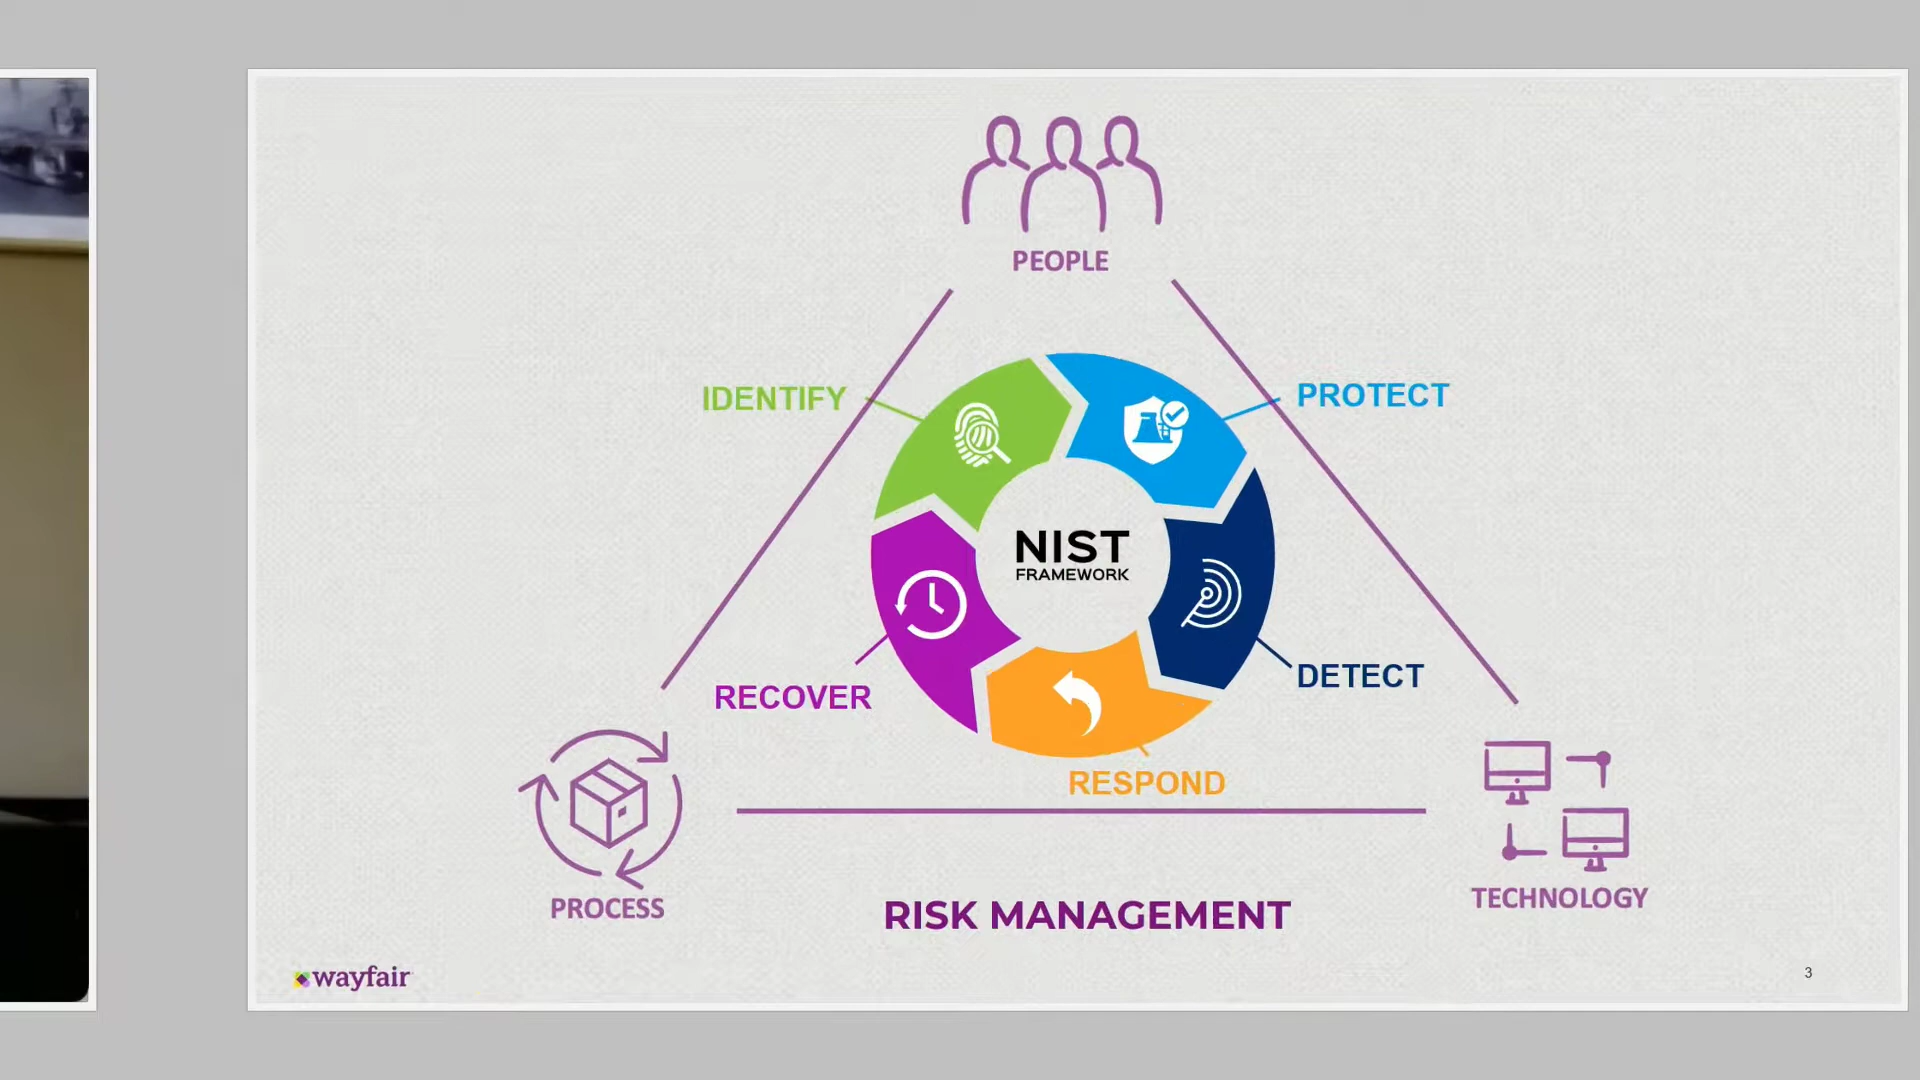 PEOPLE
IDENTIFY
PROTECT
NIST
FRAMEWORK
DETECT
RECOVER
RESPOND
PROCESS
TECHNOLOGY
RISK MANAGEMENT
wayfair
3